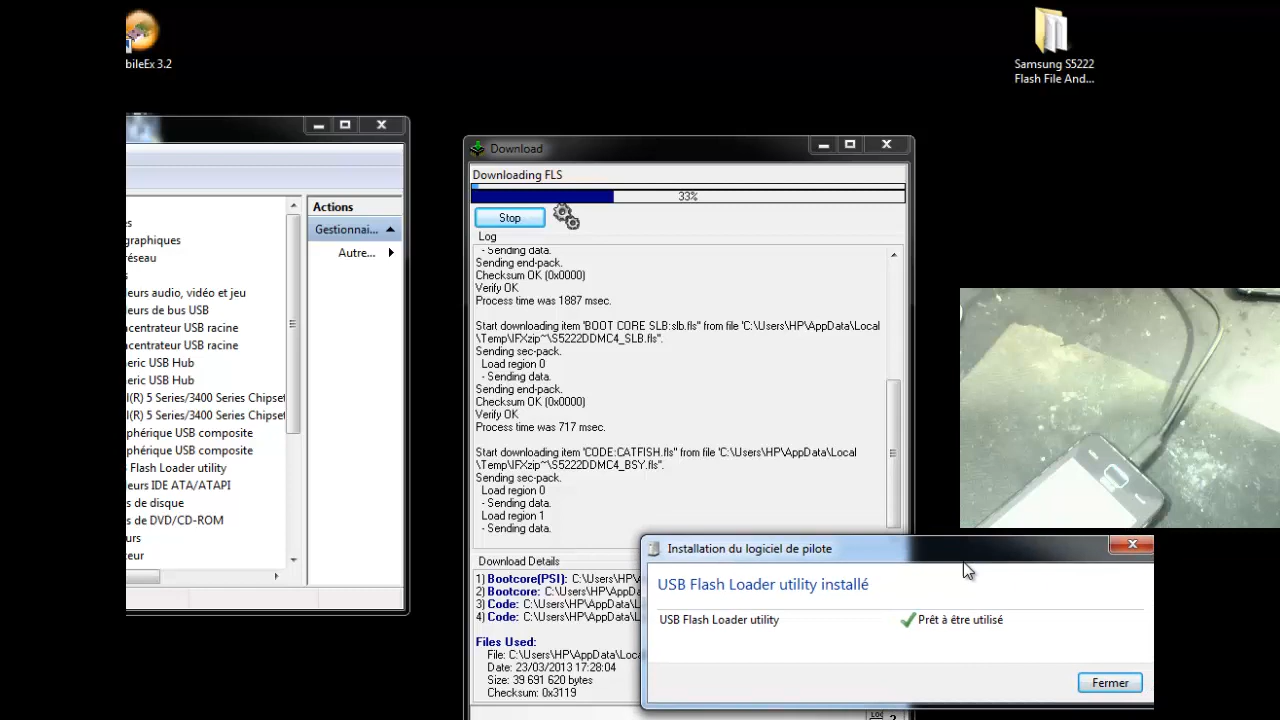 bileEx 3.2
Samsung S5222
Flash File And...
es
graphiques
réseau
s
eurs audio, vidéo et jeu
leurs de bus USB
ncentrateur USB racine
ncentrateur USB racine
neric USB Hub
neric USB Hub
l(R) 5 Series/3400 Series Chipset
l(R) 5 Series/3400 Series Chipset
phérique USB composite
phérique USB composite
Flash Loader utility
leurs IDE ATA/ATAPI
s de disque
s de DVD/CD-ROM
urs
teur
Actions
Gestionnai...
Autre...
Download
Downloading FLS
33%
Stop
Log
- Sending data.
Sending end-pack.
Checksum OK (0x0000)
Verify OK
Process time was 1887 msec.
Start downloading item 'BOOT CORE SLB:slb.fls" from file 'C:\Users\HP\AppData\Local
\Temp\IFXzip~\S5222DDMC4_SLB.fls".
Sending sec-pack.
Load region 0
- Sending data.
Sending end-pack.
Checksum OK (0x0000)
Verify OK
Process time was 717 msec.
Start downloading item "CODE:CATFISH.fls" from file 'C:\Users\HP\AppData\Local
\Temp\IFXzip~\S5222DDMC4_BSY.fls".
Sending sec-pack.
Load region 0
- Sending data.
Load region 1
- Sending data.
Download Details
1) Bootcore(PSI): C:\Users\HP\A
2) Bootcore: C:\Users\HP\AppDa
3) Code: C:\Users\HP\AppData\L
4) Code: C:\Users\HP\AppData\L
Files Used:
File: C:\Users\HP\AppData\Loca
Date: 23/03/2013 17:28:04
Size: 39 691 620 bytes
Checksum: 0x3119
Installation du logiciel de pilote
USB Flash Loader utility installé
USB Flash Loader utility
Prêt à être utilisé
Fermer